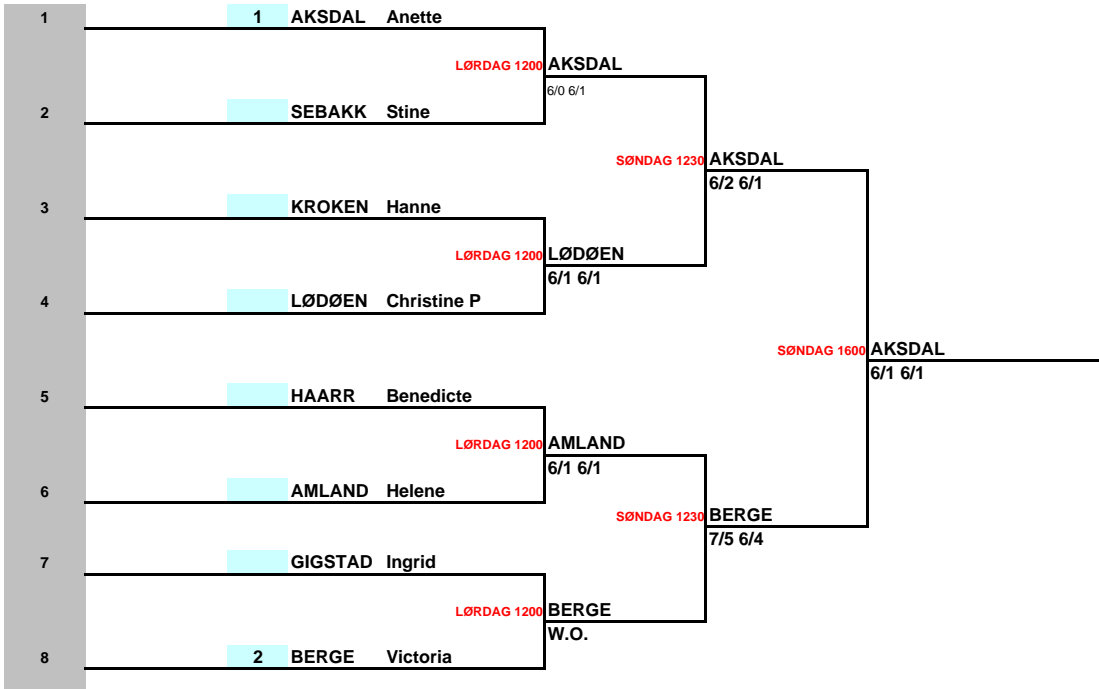 1 1 AKSDAL Anette
LØRDAG 1200 AKSDAL
6/0 6/1
2 SEBAKK Stine
SØNDAG 1230 AKSDAL
6/2 6/1
3 KROKEN Hanne
LØRDAG 1200 LØDØEN
6/1 6/1
4 LØDØEN Christine P
SØNDAG 1600 AKSDAL
6/1 6/1
5 HAARR Benedicte
LØRDAG 1200 AMLAND
6/1 6/1
6 AMLAND Helene
SØNDAG 1230 BERGE
7/5 6/4
7 GIGSTAD Ingrid
LØRDAG 1200 BERGE
W.O.
8 2 BERGE Victoria